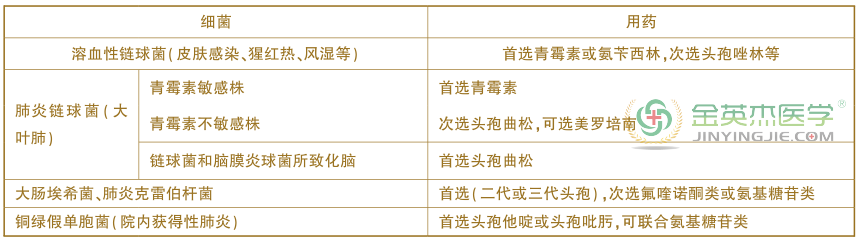 细菌 用药
溶血性链球菌(皮肤感染、猩红热、风湿等) 首选青霉素或氨苄西林,次选头孢唑林等
肺炎链球菌(大
叶肺)
青霉素敏感株 首选青霉素
青霉素不敏感株 次选头孢曲松,可选美罗培南
链球菌和脑膜炎球菌所致化脑 首选头孢曲松
大肠埃希菌、肺炎克雷伯杆菌 首选(二代或三代头孢),次选氟喹诺酮类或氨基糖苷类
铜绿假单胞菌(院内获得性肺炎) 首选头孢他啶或头孢吡肟,可联合氨基糖苷类
金英杰医学®
JINYINGJIE.COM